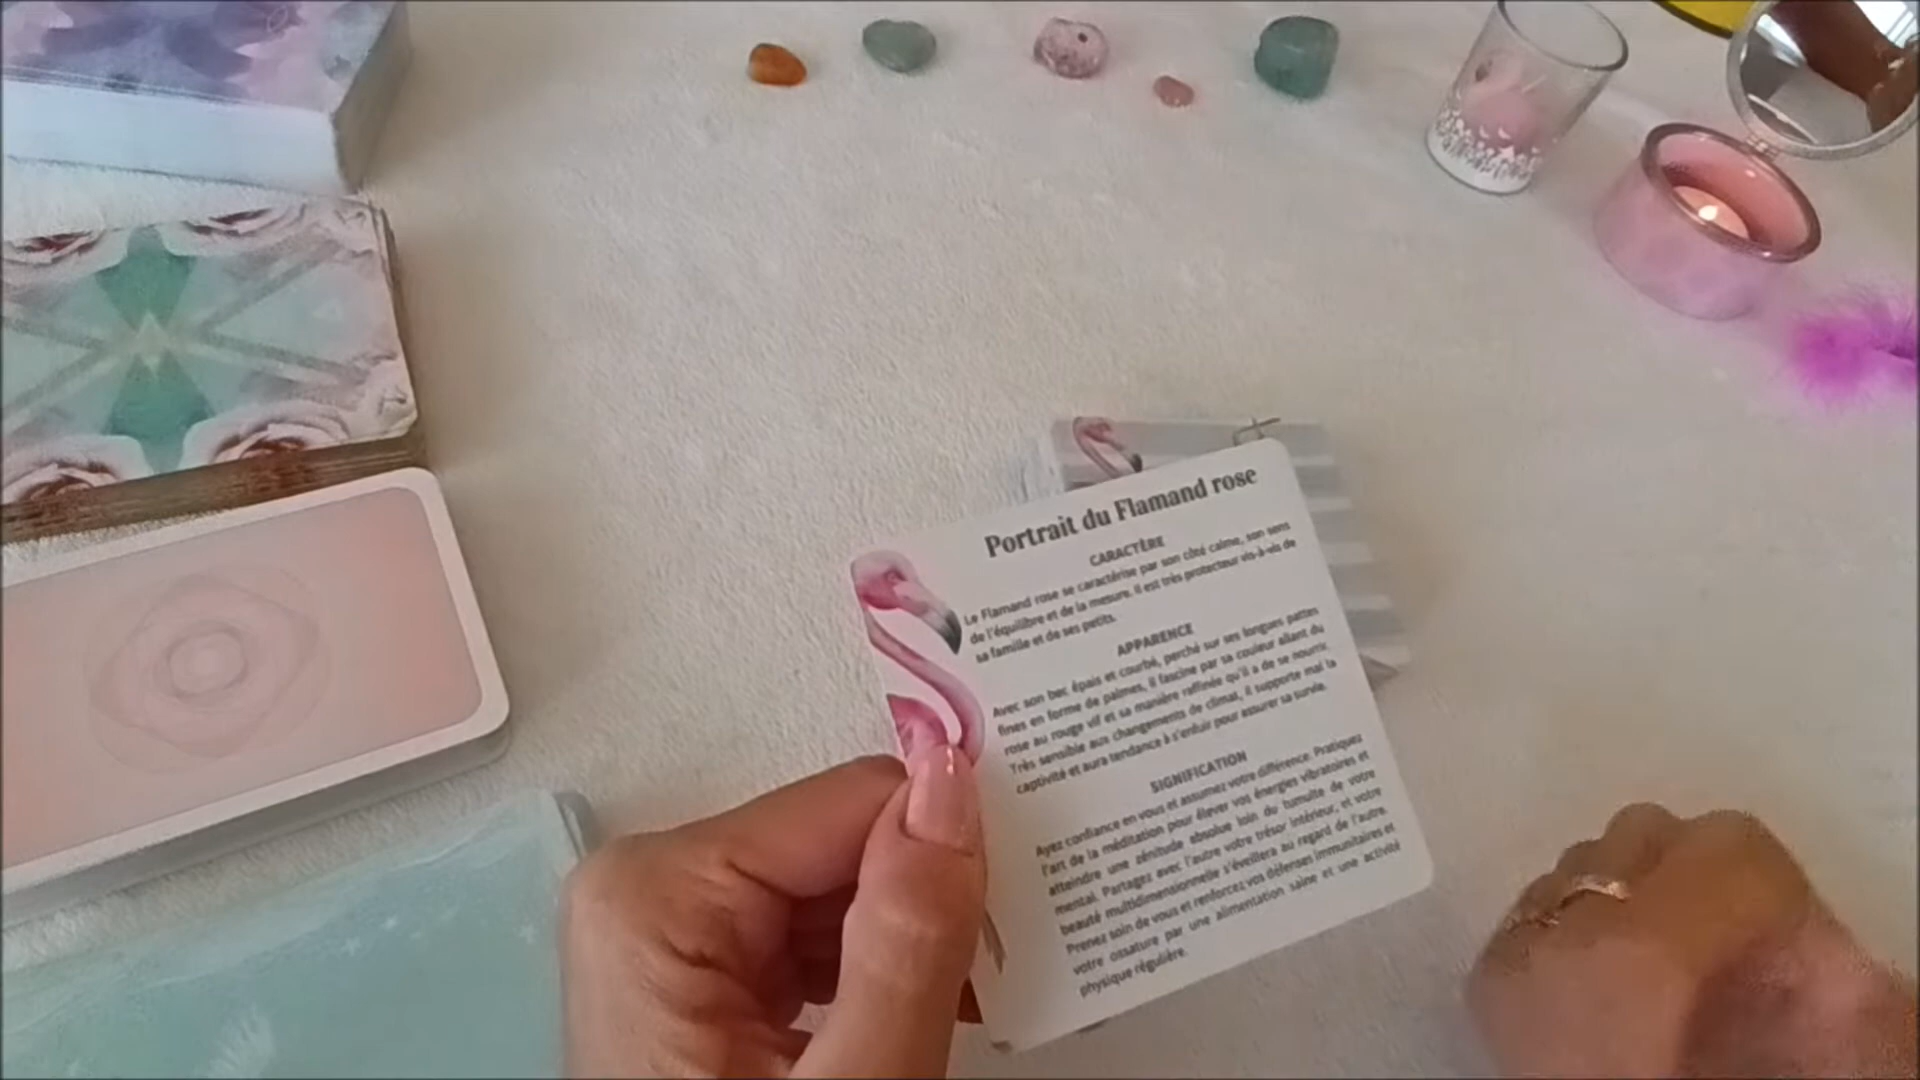 Portrait du Flamand rose
CARACTÈRE
Le Flamand rose se caractérise par son côté calme, son sens
de l'équilibre et de la mesure. Il est très protecteur vis-à-vis de
sa famille et de ses petits.
APPARENCE
Avec son bec épais et courbé, perché sur ses longues pattes
fines en forme de palmes, il fascine par sa couleur allant du
rose au rouge vif et sa manière raffinée qu'il a de se nourrir.
Très sensible aux changements de climat, il supporte mal la
captivité et aura tendance à s'enfuir pour assurer sa survie.
SIGNIFICATION
Ayez confiance en vous et assumez votre différence. Pratiquez
l'art de la méditation pour élever vos énergies vibratoires et
atteindre une zénitude absolue loin du tumulte de votre
mental. Partagez avec l'autre votre trésor intérieur, et votre
beauté multidimensionnelle s'éveillera au regard de l'autre.
Prenez soin de vous et renforcez vos défenses immunitaires et
votre ossature par une alimentation saine et une activité
physique régulière.